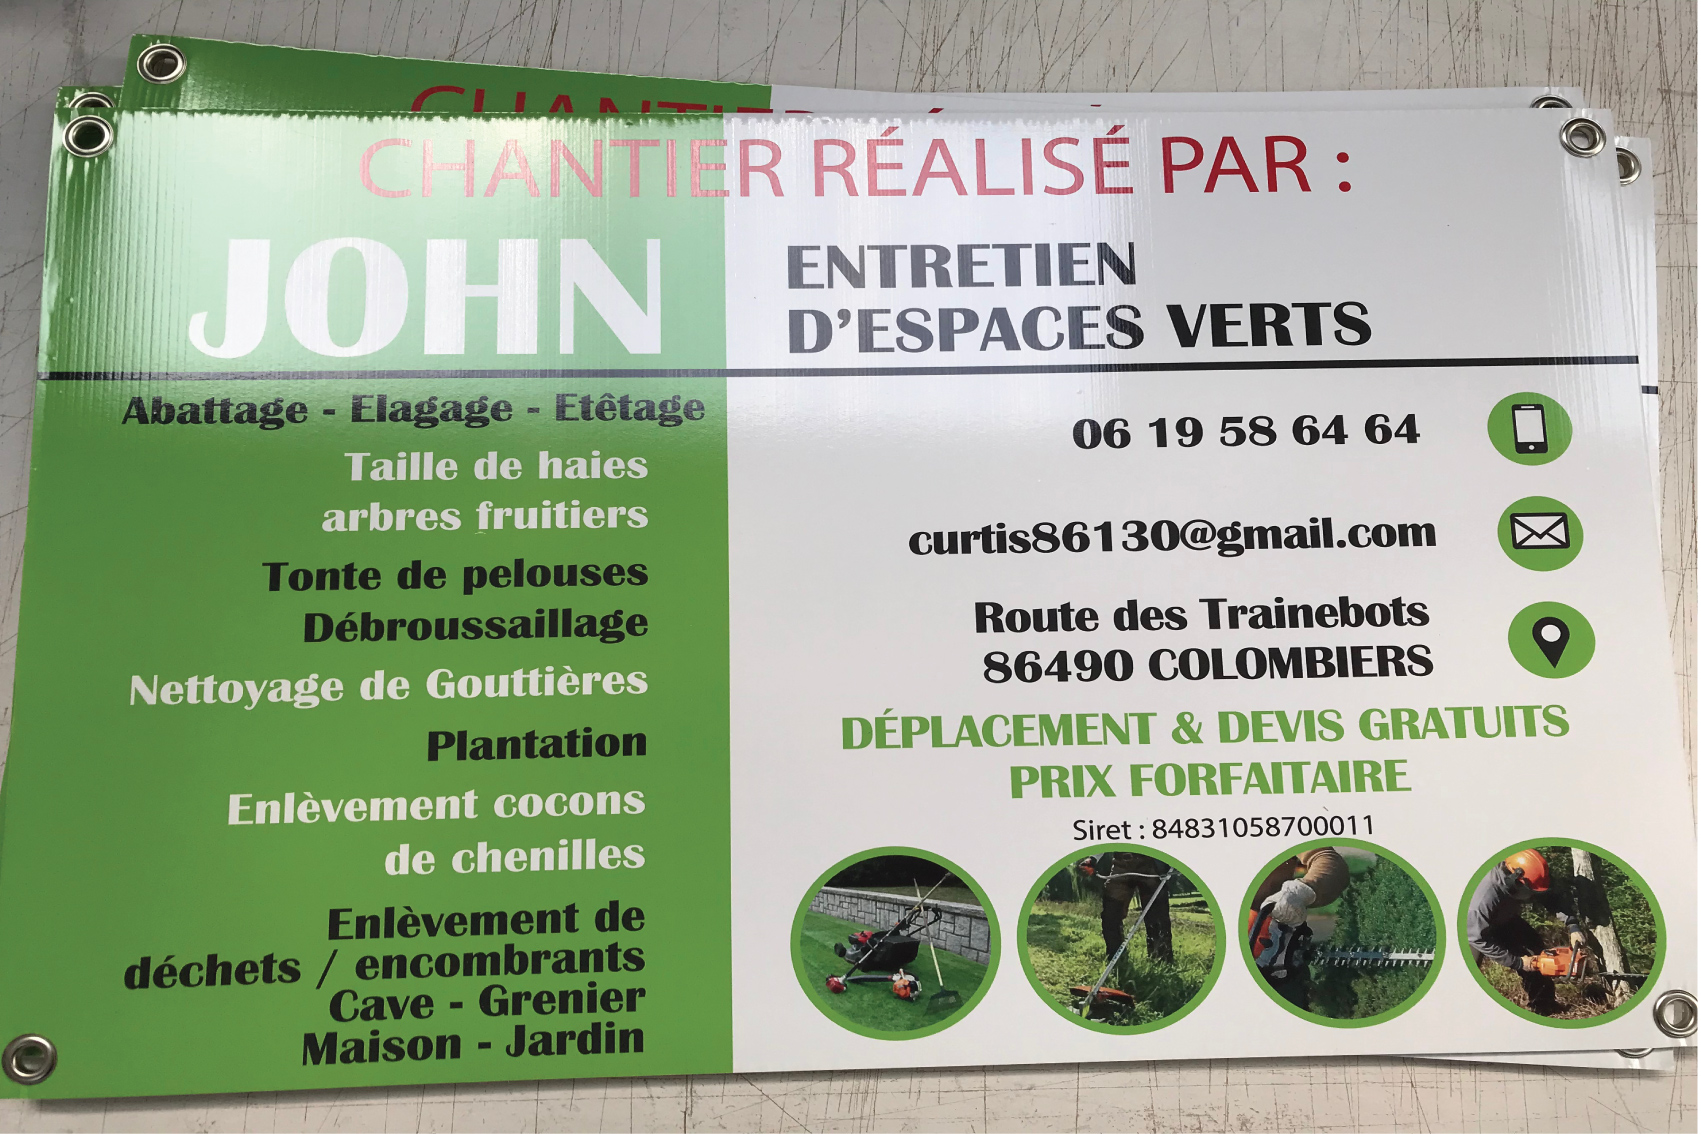 CHANTIER RÉALISÉ PAR :
JOHN
ENTRETIEN
D'ESPACES VERTS
Abattage - Elagage - Etêtage
Taille de haies
arbres fruitiers
Tonte de pelouses
Débroussaillage
Nettoyage de Gouttières
Plantation
Enlèvement cocons
de chenilles
Enlèvement de
déchets / encombrants
Cave - Grenier
Maison - Jardin
06 19 58 64 64
curtis86130@gmail.com
Route des Trainebots
86490 COLOMBIERS
DÉPLACEMENT & DEVIS GRATUITS
PRIX FORFAITAIRE
Siret : 84831058700011